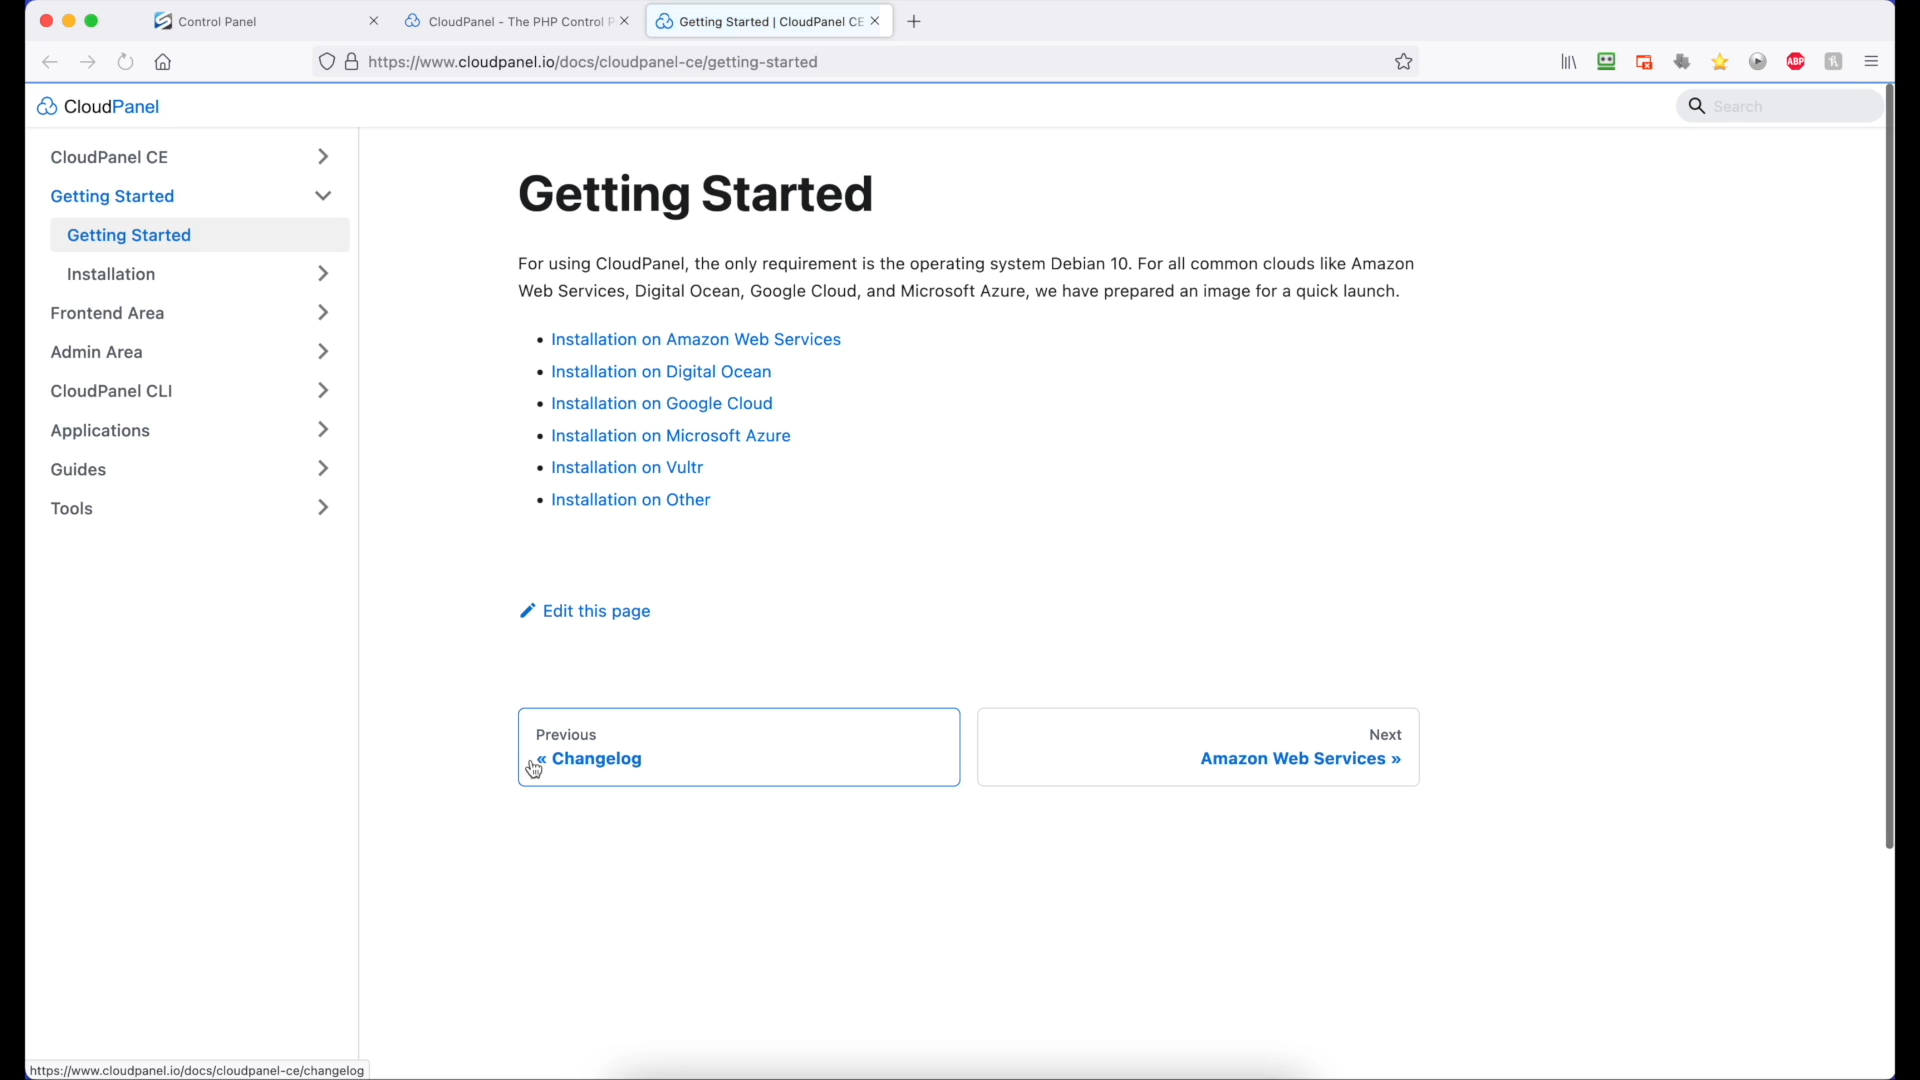 Control Panel
CloudPanel - The PHP Control P
Getting Started | CloudPanel CE
https://www.cloudpanel.io/docs/cloudpanel-ce/getting-started
ABP
CloudPanel
Search
CloudPanel CE
Getting Started
Getting Started
Installation
Frontend Area
Admin Area
CloudPanel CLI
Applications
Guides
Tools
Getting Started
For using CloudPanel, the only requirement is the operating system Debian 10. For all common clouds like Amazon
Web Services, Digital Ocean, Google Cloud, and Microsoft Azure, we have prepared an image for a quick launch.
• Installation on Amazon Web Services
• Installation on Digital Ocean
• Installation on Google Cloud
• Installation on Microsoft Azure
• Installation on Vultr
• Installation on Other
Edit this page
Previous
« Changelog
Next
Amazon Web Services »
https://www.cloudpanel.io/docs/cloudpanel-ce/changelog